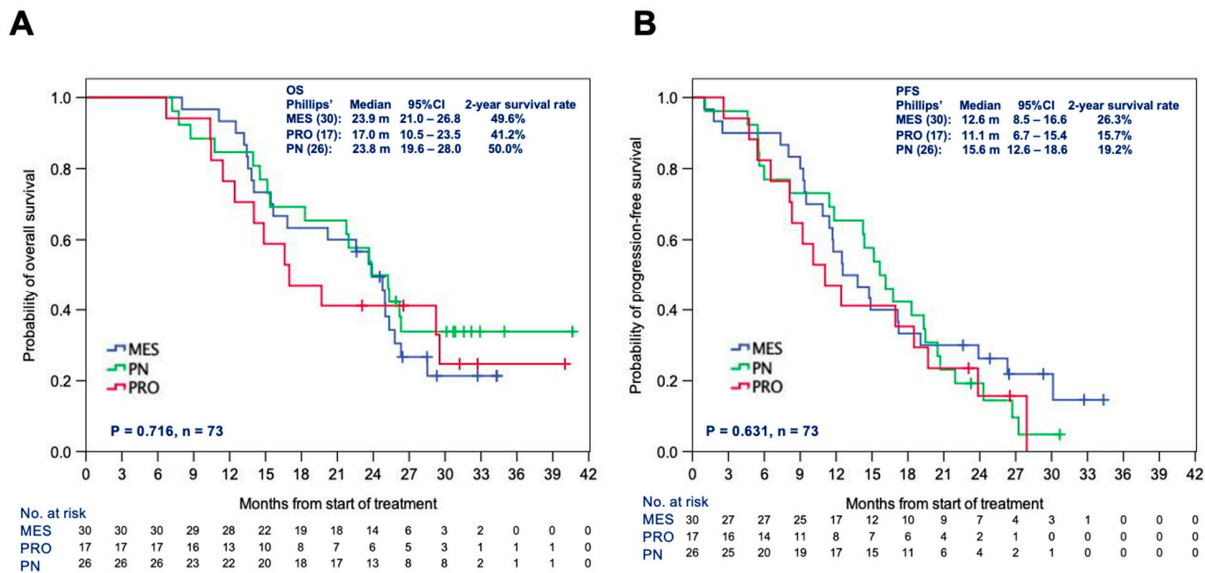 A
OS
Phillips' Median 95%CI 2-year survival rate
MES (30): 23.9 m 21.0 – 26.8 49.6%
PRO (17): 17.0 m 10.5 – 23.5 41.2%
PN (26): 23.8 m 19.6 – 28.0 50.0%
Probability of overall survival
1.0
0.8
0.6
0.4
0.2
0.0
MES
PN
PRO
P = 0.716, n = 73
0 3 6 9 12 15 18 21 24 27 30 33 36 39 42
Months from start of treatment
No. at risk
MES 30 30 30 29 28 22 19 18 14 6 3 2 0 0 0
PRO 17 17 17 16 13 10 8 7 6 5 3 1 1 1 0
PN 26 26 26 23 22 20 18 17 13 8 8 2 1 1 0
B
PFS
Phillips' Median 95%CI 2-year survival rate
MES (30): 12.6 m 8.5 – 16.6 26.3%
PRO (17): 11.1 m 6.7 – 15.4 15.7%
PN (26): 15.6 m 12.6 – 18.6 19.2%
Probability of progression-free survival
1.0
0.8
0.6
0.4
0.2
0.0
MES
PN
PRO
P = 0.631, n = 73
0 3 6 9 12 15 18 21 24 27 30 33 36 39 42
Months from start of treatment
No. at risk
MES 30 27 27 25 17 12 10 9 7 4 3 1 0 0 0
PRO 17 16 14 11 8 7 6 4 2 1 0 0 0 0 0
PN 26 25 20 19 17 15 11 6 4 2 1 0 0 0 0